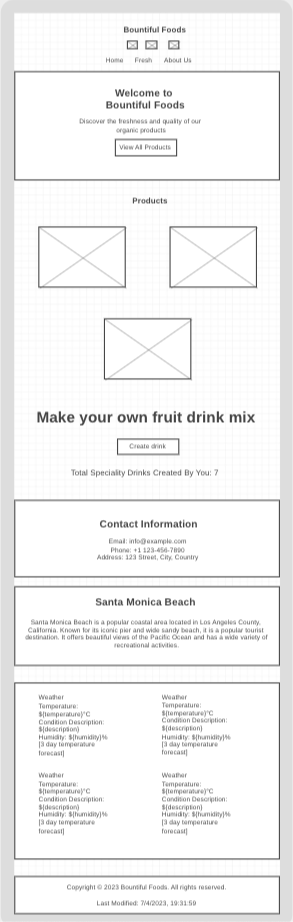 Bountiful Foods
Home Fresh About Us
Welcome to
Bountiful Foods
Discover the freshness and quality of our
organic products
View All Products
Products
Make your own fruit drink mix
Create drink
Total Speciality Drinks Created By You: 7
Contact Information
Email: info@example.com
Phone: +1 123-456-7890
Address: 123 Street, City, Country
Santa Monica Beach
Santa Monica Beach is a popular coastal area located in Los Angeles County,
California. Known for its iconic pier and wide sandy beach, it is a popular tourist
destination. It offers beautiful views of the Pacific Ocean and has a wide variety of
recreational activities.
Weather
Temperature:
${temperature}°C
Condition Description:
${description}
Humidity: ${humidity}%
[3 day temperature
forecast]
Weather
Temperature:
${temperature}°C
Condition Description:
${description}
Humidity: ${humidity}%
[3 day temperature
forecast]
Weather
Temperature:
${temperature}°C
Condition Description:
${description}
Humidity: ${humidity}%
[3 day temperature
forecast]
Weather
Temperature:
${temperature}°C
Condition Description:
${description}
Humidity: ${humidity}%
[3 day temperature
forecast]
Copyright © 2023 Bountiful Foods. All rights reserved.
Last Modified: 7/4/2023, 19:31:59